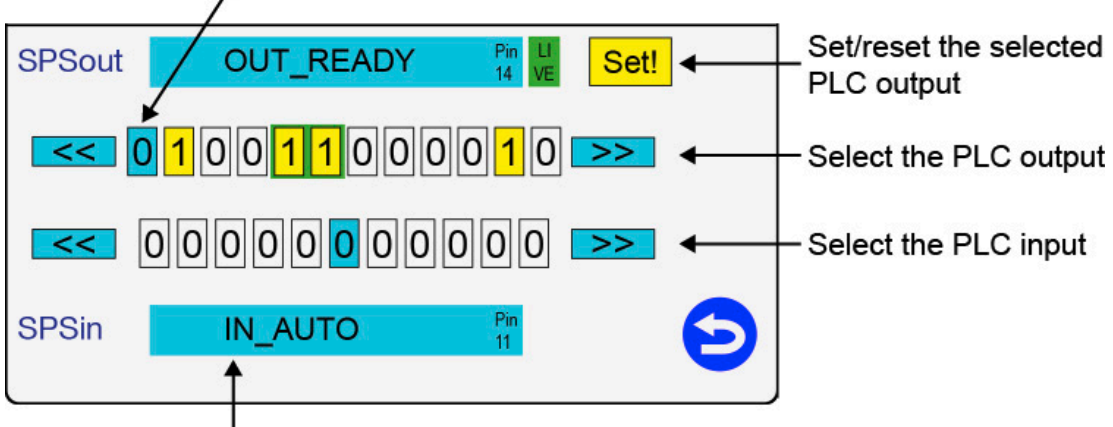 SPSout OUT_READY Pin 14 LIVE Set!
Set/reset the selected
PLC output
<< 0 1 0 0 1 1 0 0 0 0 1 0 >> Select the PLC output
<< 0 0 0 0 0 0 0 0 0 0 0 >> Select the PLC input
SPSin IN_AUTO Pin 11